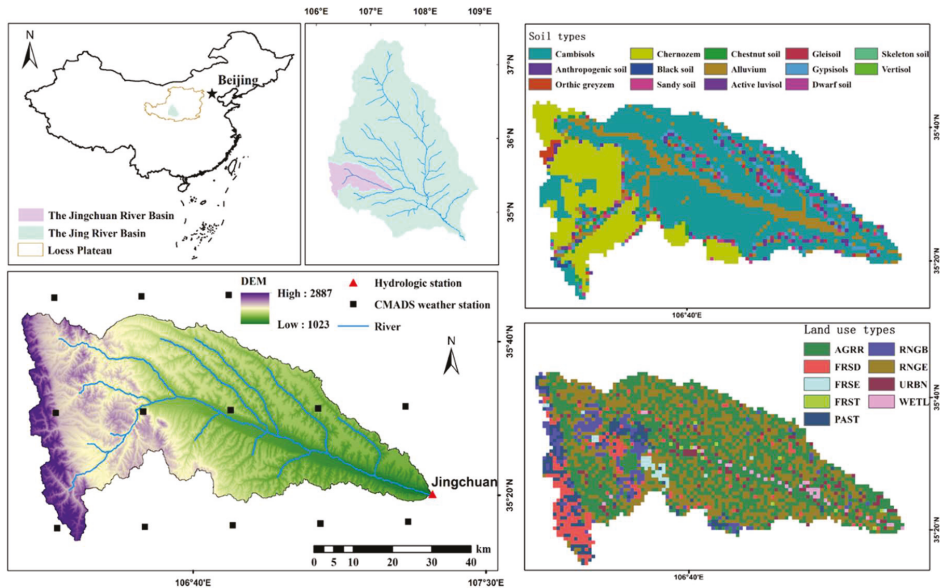 N
Beijing
The Jingchuan River Basin
The Jing River Basin
Loess Plateau
106°E 107°E 108°E 109°E
37°N
36°N
35°N
Soil types
Cambisols Chernozem Chestnut soil Gleisoil Skeleton soil
Anthropogenic soil Black soil Alluvium Gypsisols Vertisol
Orthic greyzem Sandy soil Active luvisol Dwarf soil
35°40'N
35°20'N
106°40'E
DEM
High : 2887
Low : 1023
Hydrologic station
CMADS weather station
River
N
35°40'N
Jingchuan
35°20'N
0 5 10 20 30 40
km
106°40'E 107°30'E
Land use types
AGRR RNGB
FRSD RNGE
FRSE URBN
FRST WETL
PAST
35°40'N
35°20'N
106°40'E